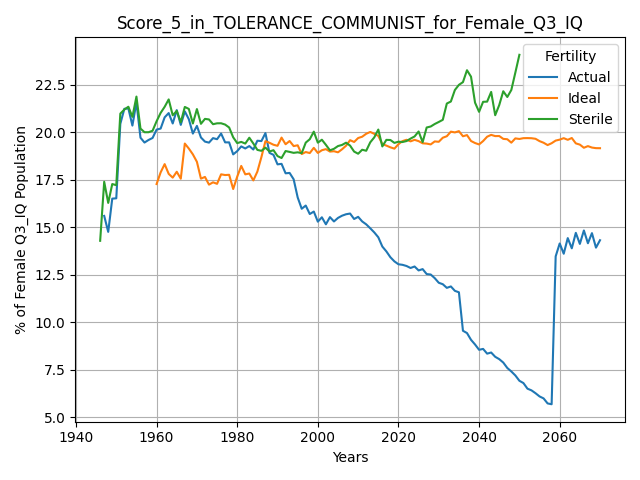 Score_5_in_TOLERANCE_COMMUNIST_for_Female_Q3_IQ
Fertility
Actual
Ideal
Sterile
% of Female Q3_IQ Population
22.5
20.0
17.5
15.0
12.5
10.0
7.5
5.0
1940 1960 1980 2000 2020 2040 2060
Years